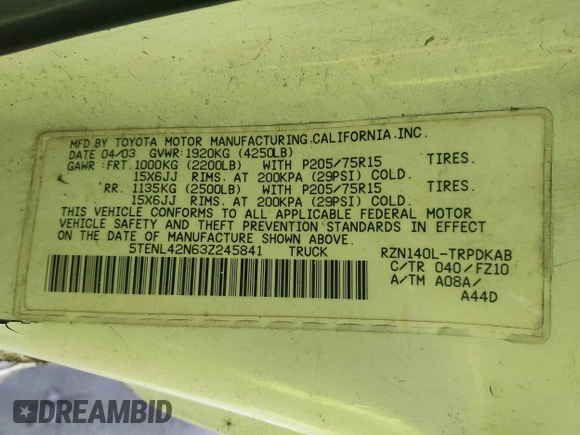 MFD.BY TOYOTA MOTOR MANUFACTURING.CALIFORNIA.INC.
DATE 04/03 GVWR:1920KG (4250LB)
GAWR: FRT.1000KG (2200LB) WITH P205/75R15 TIRES.
15X6JJ RIMS. AT 200KPA (29PSI) COLD.
RR. 1135KG (2500LB) WITH P205/75R15 TIRES.
15X6JJ RIMS. AT 200KPA (29PSI) COLD.
THIS VEHICLE CONFORMS TO ALL APPLICABLE FEDERAL MOTOR
VEHICLE SAFETY AND THEFT PREVENTION STANDARDS IN EFFECT
ON THE DATE OF MANUFACTURE SHOWN ABOVE.
5TENL42N63Z245841 TRUCK RZN140L-TRPDKAB
C/TR 040/FZ10
A/TM A08A/
A44D
DREAMBID